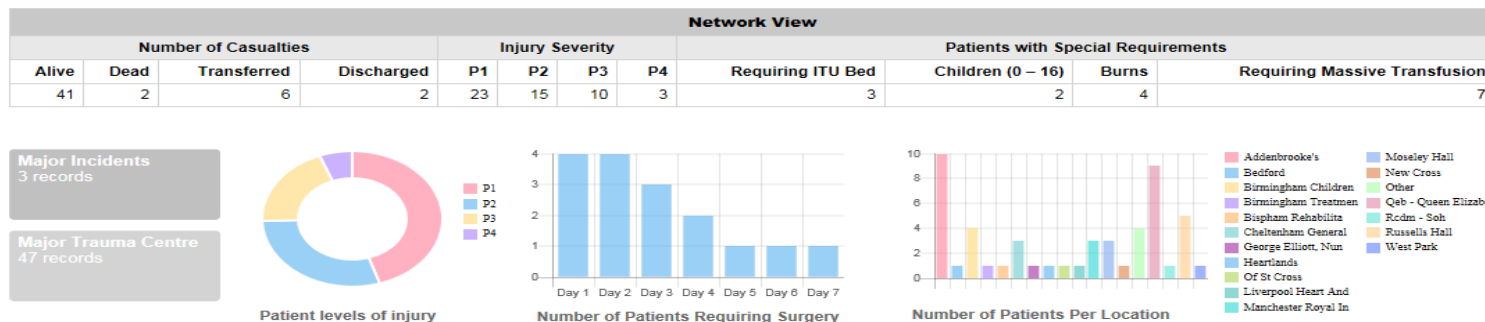 Network View
Number of Casualties Injury Severity Patients with Special Requirements
Alive Dead Transferred Discharged P1 P2 P3 P4 Requiring ITU Bed Children (0 – 16) Burns Requiring Massive Transfusion
41 2 6 2 23 15 10 3 3 2 4 7
Major Incidents
3 records
Major Trauma Centre
47 records
P1
P2
P3
P4
Patient levels of injury
4
3
2
1
0
Day 1 Day 2 Day 3 Day 4 Day 5 Day 6 Day 7
Number of Patients Requiring Surgery
10
8
6
4
2
0
Number of Patients Per Location
Addenbrooke's
Bedford
Birmingham Children
Birmingham Treatmen
Bispham Rehabilita
Cheltenham General
George Elliott, Nun
Heartlands
Of St Cross
Liverpool Heart And
Manchester Royal In
Moseley Hall
New Cross
Other
Qeb - Queen Elizab
Rcdm - Soh
Russells Hall
West Park